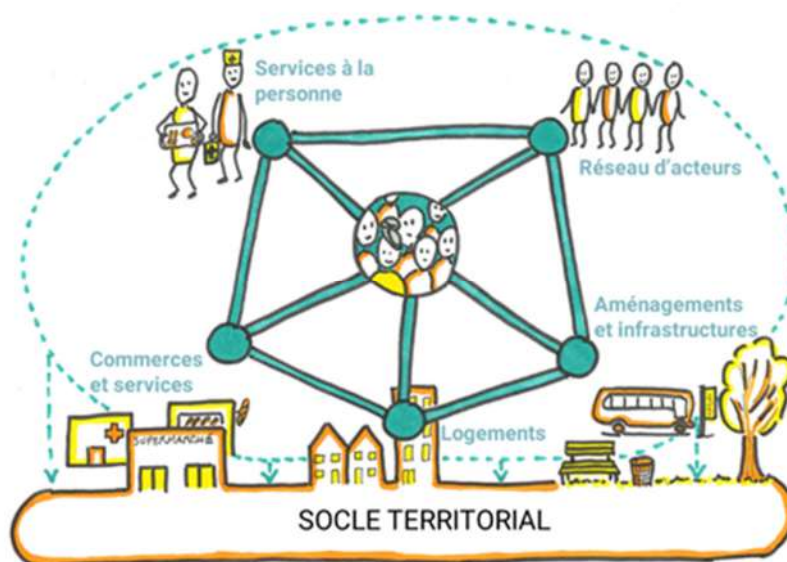 Services à la
personne
Réseau d'acteurs
Aménagements
et infrastructures
Commerces
et services
SUPERMARCHÉ
Logements
SOCLE TERRITORIAL